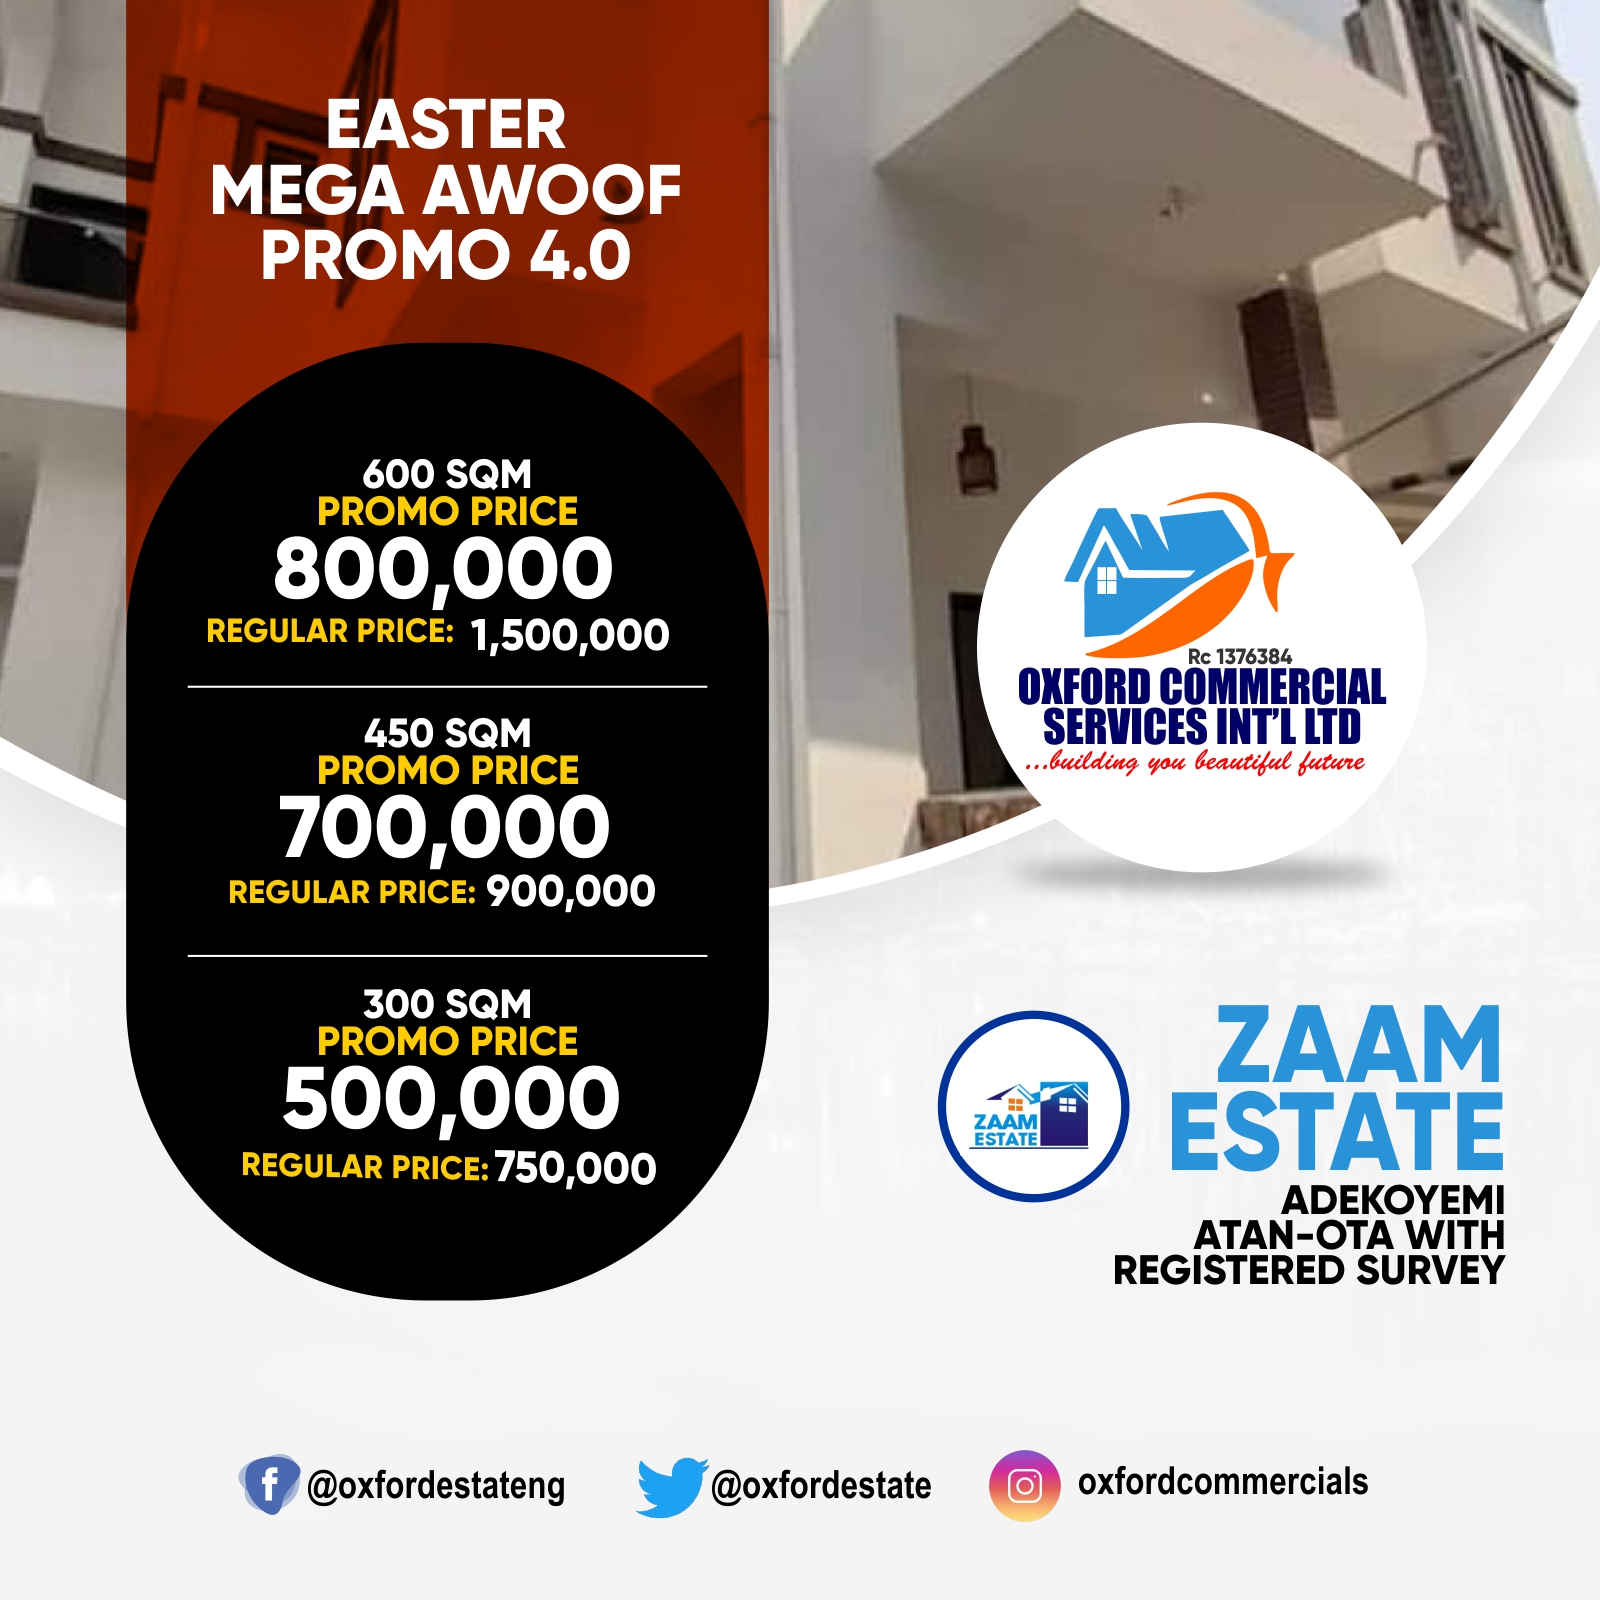 EASTER
MEGA AWOOF
PROMO 4.0
600 SQM
PROMO PRICE
800,000
REGULAR PRICE: 1,500,000
450 SQM
PROMO PRICE
700,000
REGULAR PRICE: 900,000
300 SQM
PROMO PRICE
500,000
REGULAR PRICE: 750,000
Rc 1376384
OXFORD COMMERCIAL
SERVICES INT'L LTD
...building you beautiful future
ZAAM
ESTATE
ZAAM
ESTATE
ADEKOYEMI
ATAN-OTA WITH
REGISTERED SURVEY
@oxfordestateng
@oxfordestate
oxfordcommercials